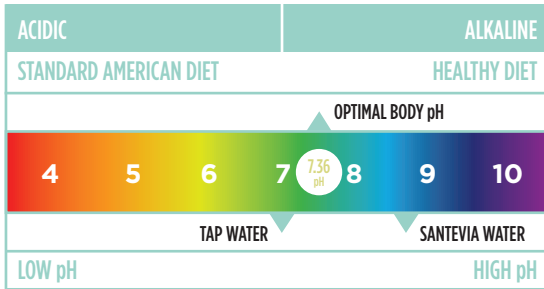 ACIDIC ALKALINE
STANDARD AMERICAN DIET HEALTHY DIET
OPTIMAL BODY pH
4 5 6 7 7.36 pH 8 9 10
TAP WATER SANTEVIA WATER
LOW pH HIGH pH